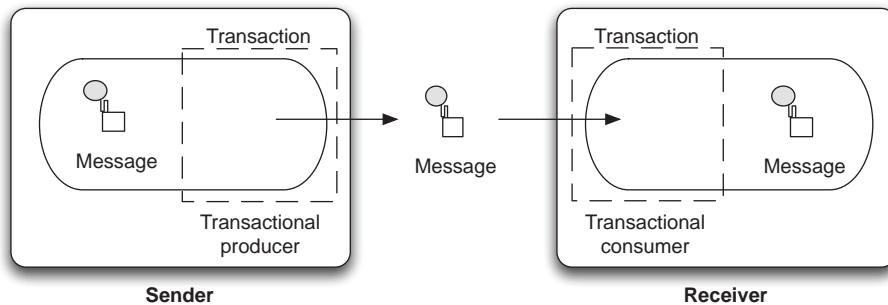 Transaction
Message
Transactional
producer
Sender
Message
Transaction
Message
Transactional
consumer
Receiver